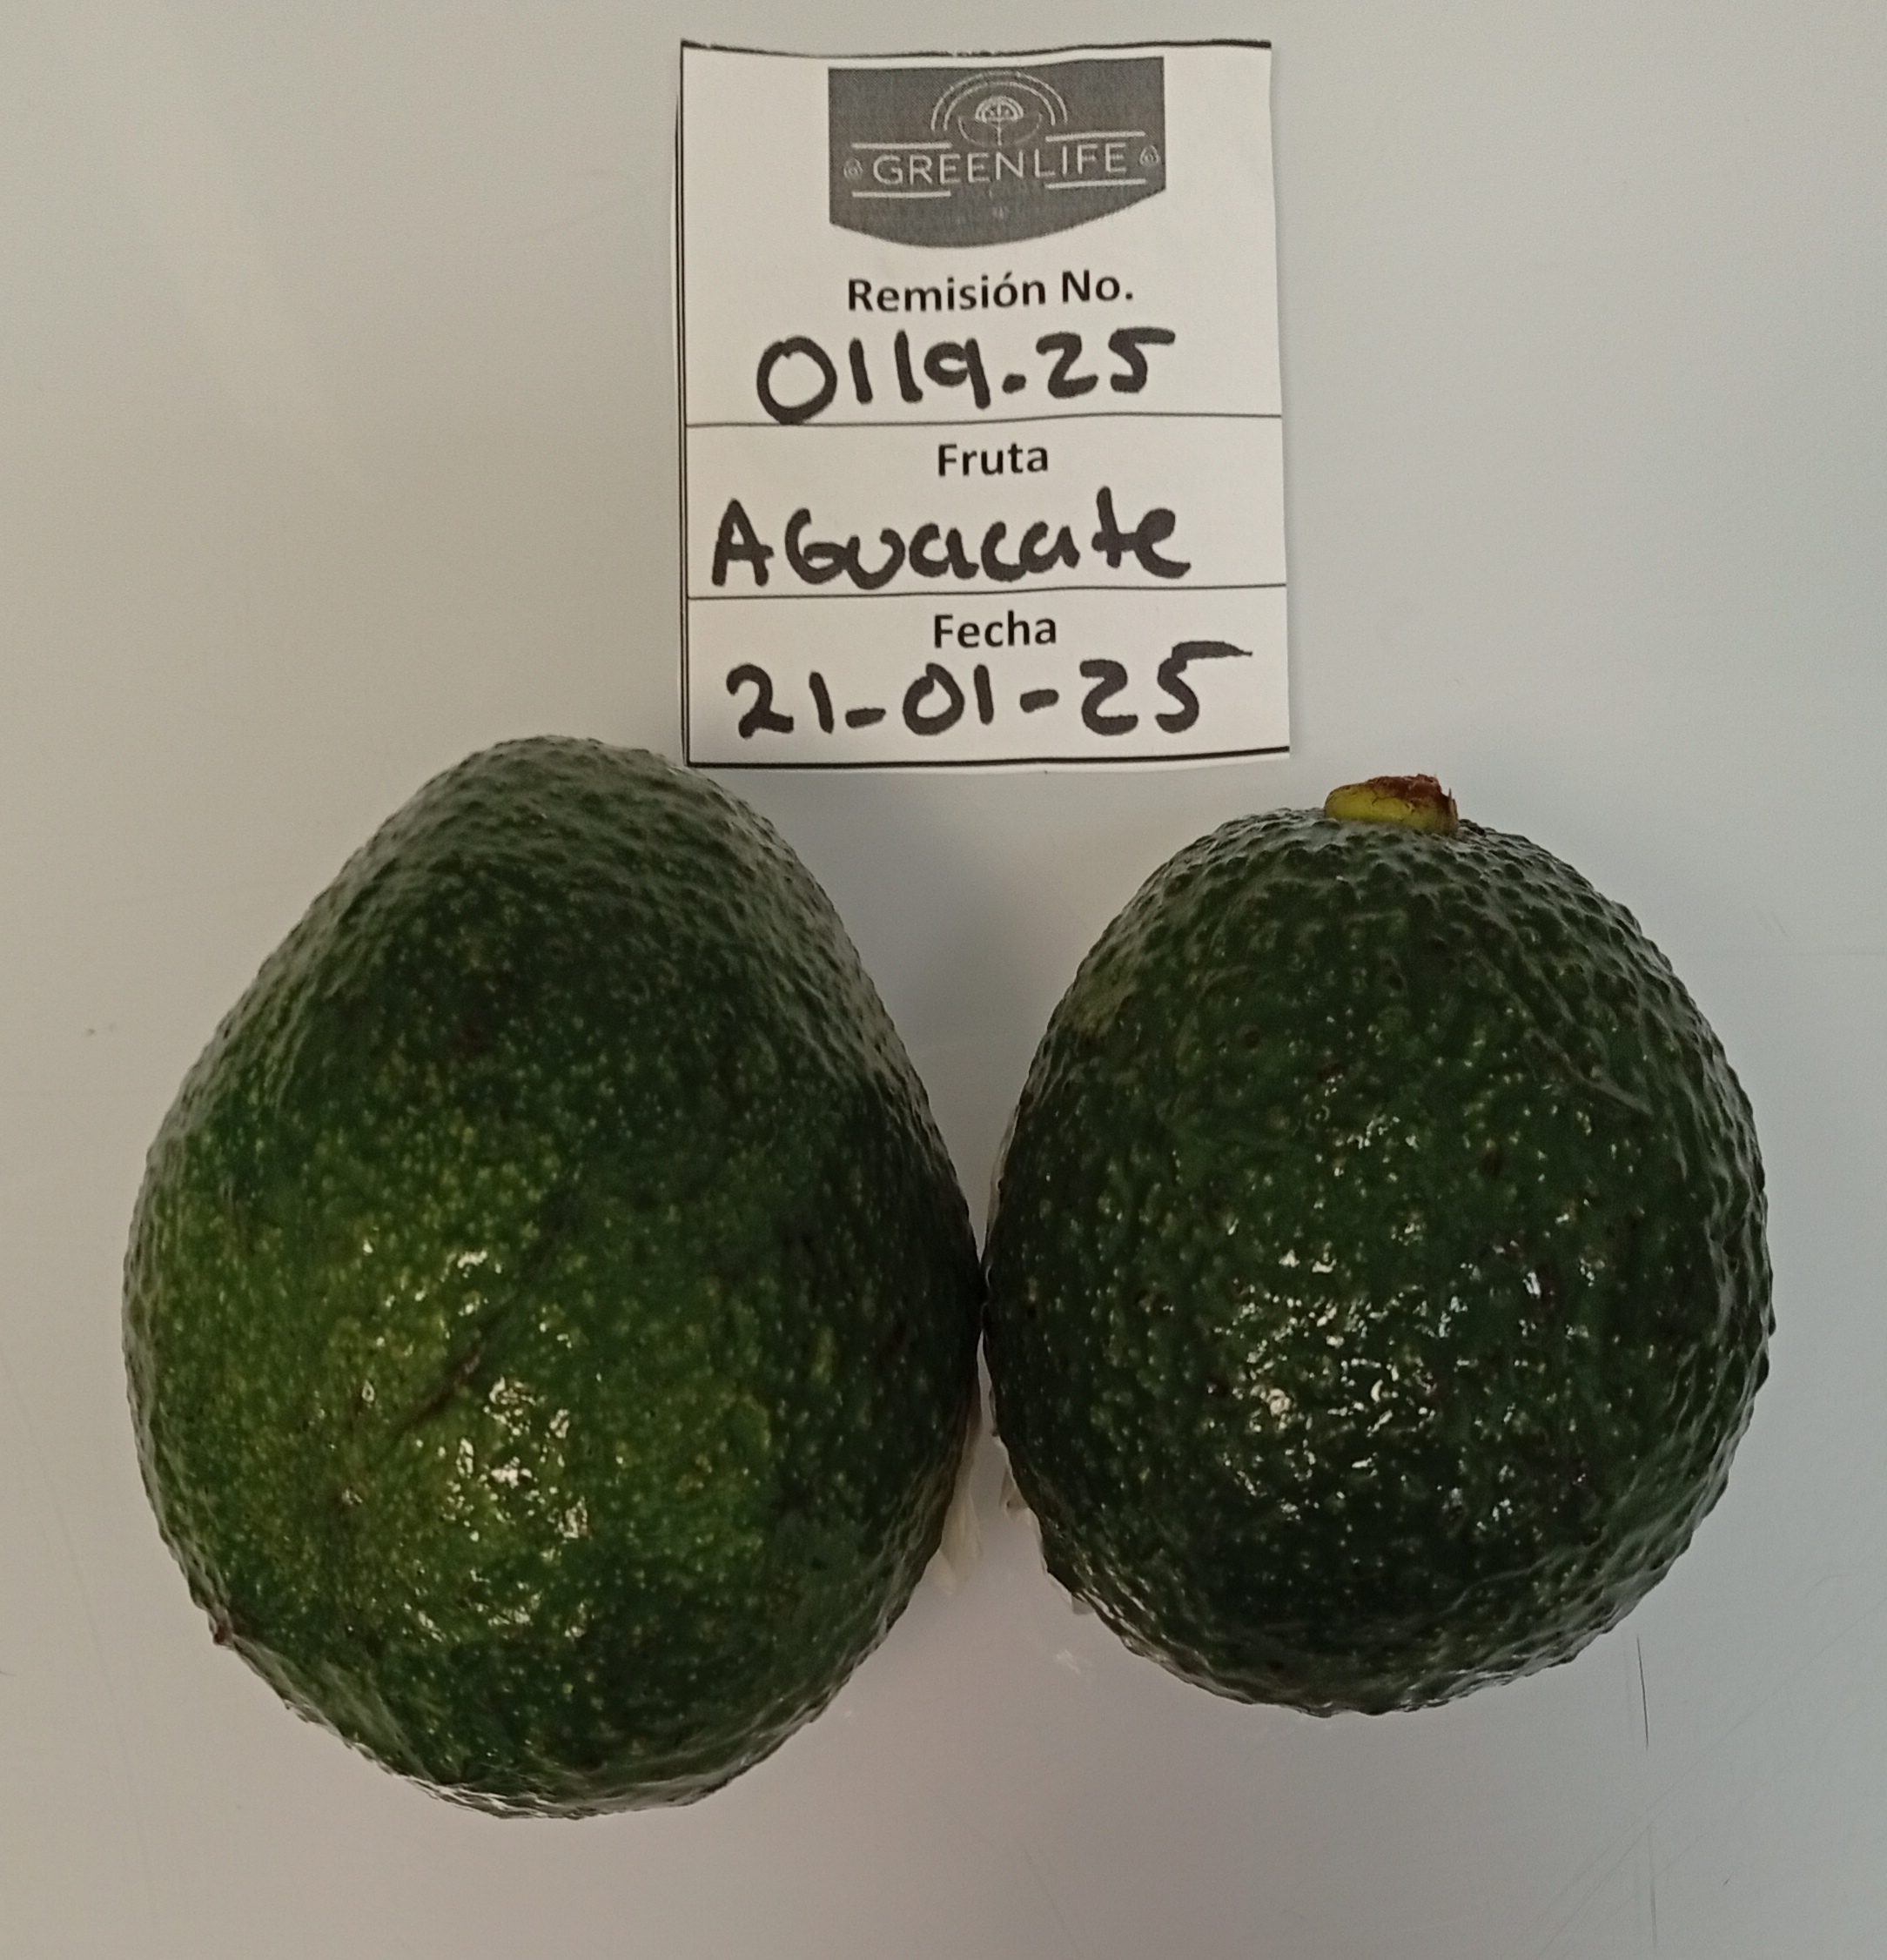 GREENLIFE
Remisión No.
0119.25
Fruta
AGuacate
Fecha
21-01-25